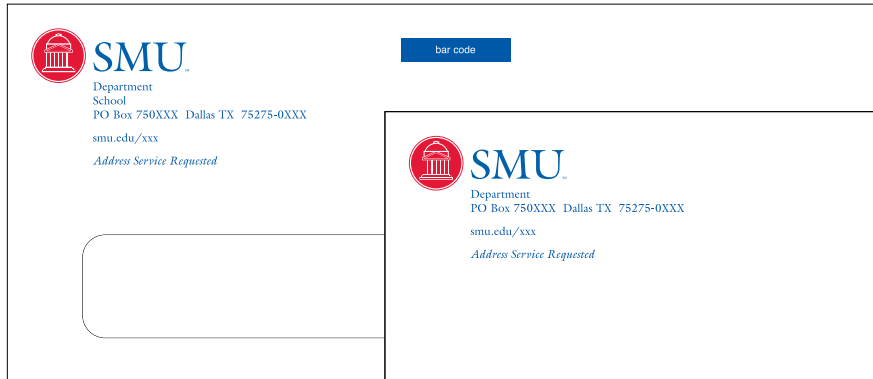 SMU
Department
School
PO Box 750XXX Dallas TX 75275-0XXX
smu.edu/xxx
Address Service Requested
bar code
SMU
Department
PO Box 750XXX Dallas TX 75275-0XXX
smu.edu/xxx
Address Service Requested